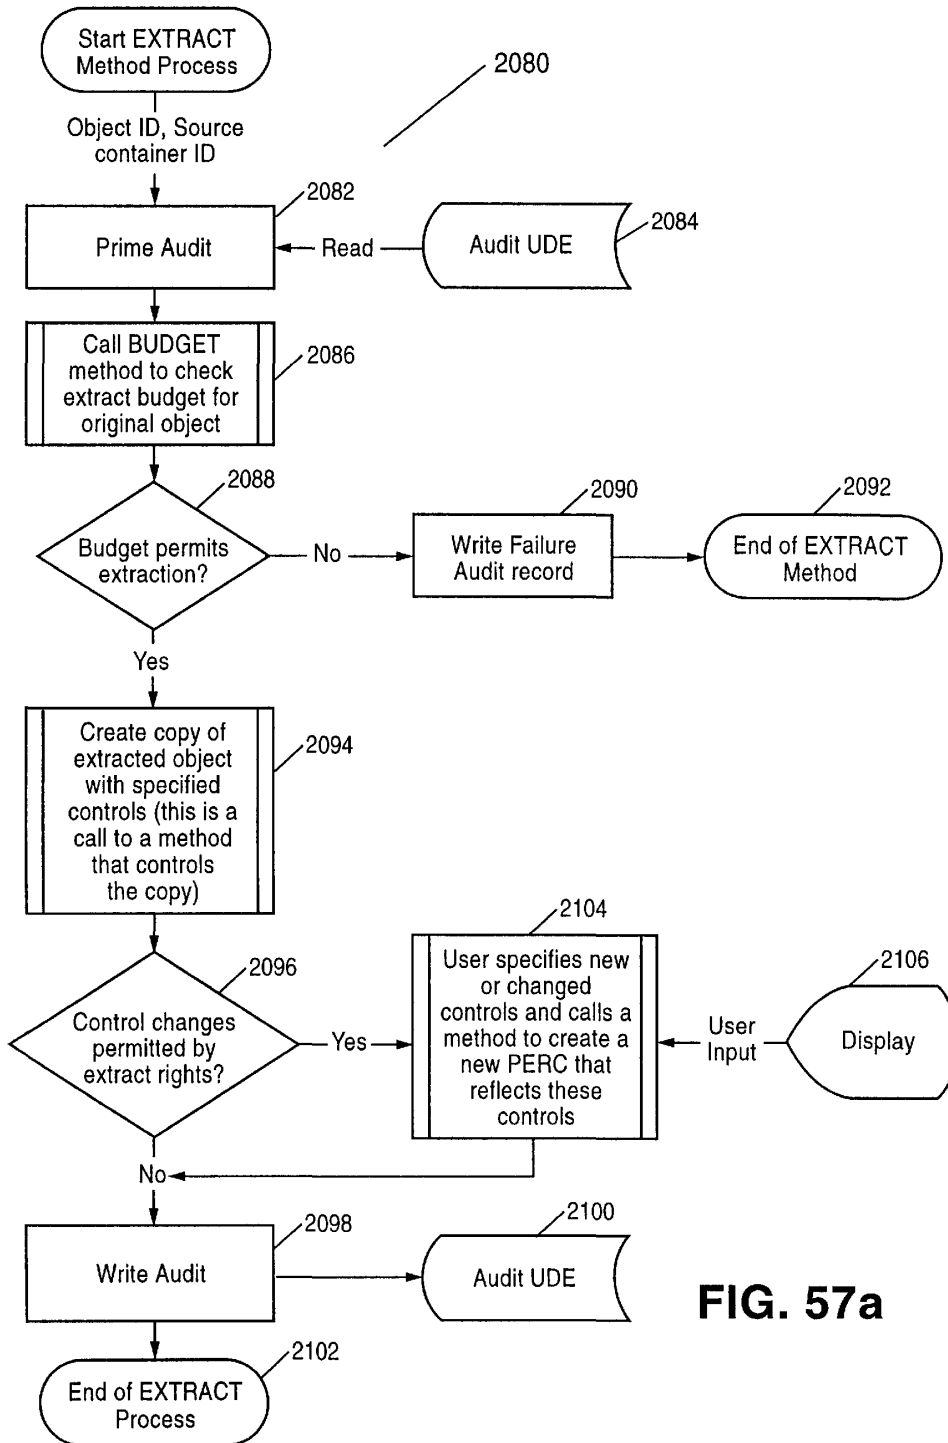 Start EXTRACT
Method Process
2080
Object ID, Source
container ID
2082
Prime Audit
Read
Audit UDE
2084
Call BUDGET
method to check
extract budget for
original object
2086
2088
Budget permits
extraction?
No
2090
Write Failure
Audit record
2092
End of EXTRACT
Method
Yes
Create copy of
extracted object
with specified
controls (this is a
call to a method
that controls
the copy)
2094
2096
Control changes
permitted by
extract rights?
Yes
2104
User specifies new
or changed
controls and calls a
method to create a
new PERC that
reflects these
controls
User
Input
2106
Display
No
2098
Write Audit
2100
Audit UDE
FIG. 57a
2102
End of EXTRACT
Process